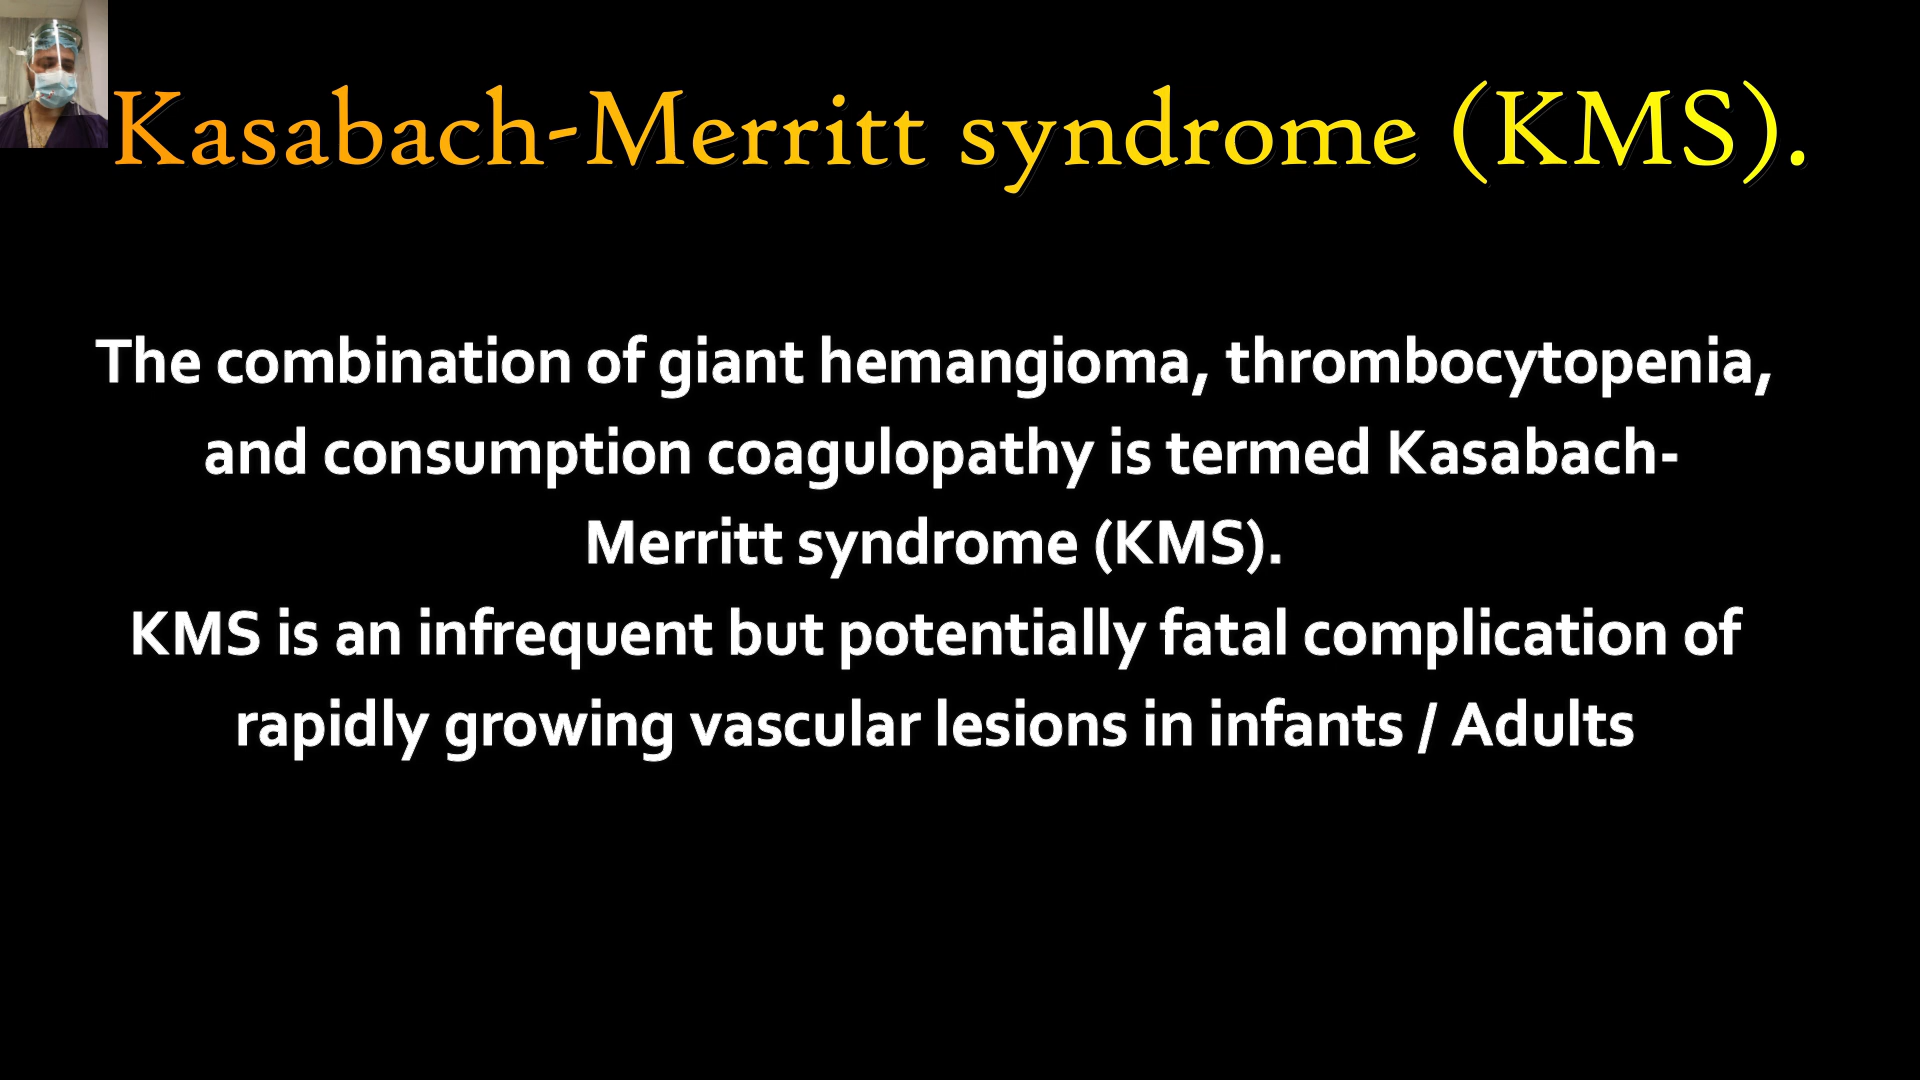 Kasabach-Merritt syndrome (KMS).
The combination of giant hemangioma, thrombocytopenia,
and consumption coagulopathy is termed Kasabach-
Merritt syndrome (KMS).
KMS is an infrequent but potentially fatal complication of
rapidly growing vascular lesions in infants / Adults